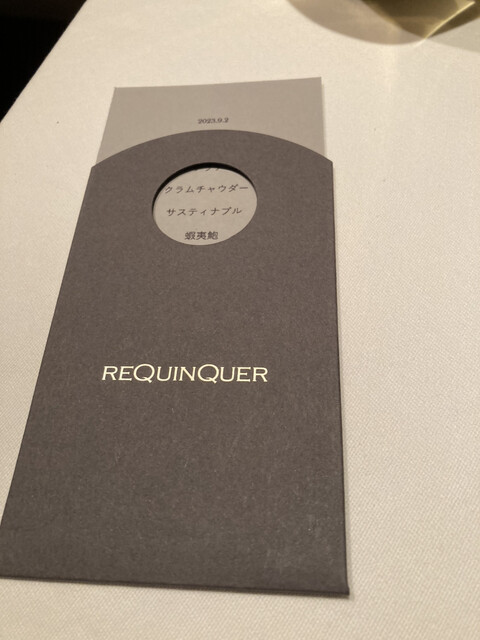 2023.9.2
クラムチャウダー
サスティナブル
蝦夷鮑
REQUINQUER